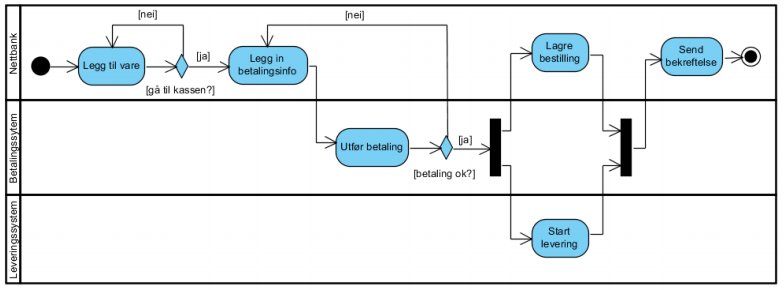 Nettbank
[nei]
[nei]
Legg til vare
[ja]
[gå til kassen?]
Legg in
betalingsinfo
Lagre
bestilling
Send
bekreftelse
Betalingssytem
Utfør betaling
[ja]
[betaling ok?]
Leveringssystem
Start
levering